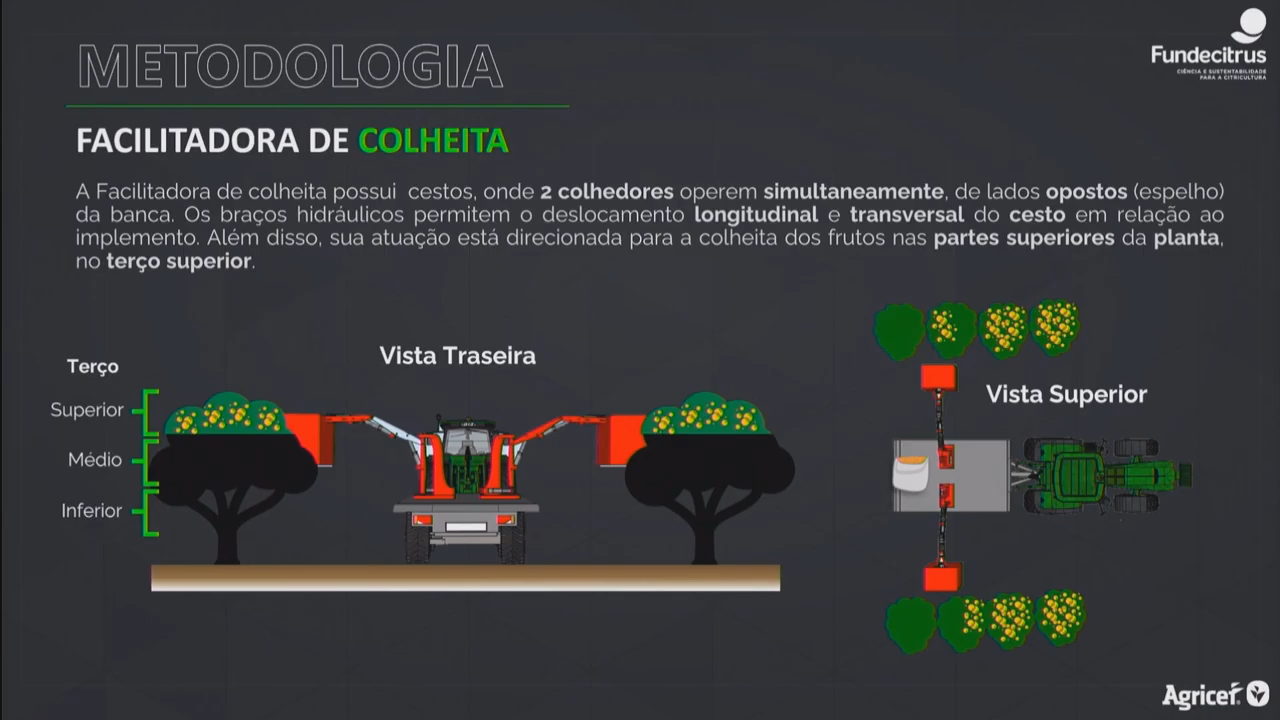 METODOLOGIA
Fundecitrus
CIÊNCIA E SUSTENTABILIDADE
PARA A CITRICULTURA
FACILITADORA DE COLHEITA
A Facilitadora de colheita possui cestos, onde 2 colhedores operem simultaneamente, de lados opostos (espelho)
da banca. Os braços hidráulicos permitem o deslocamento longitudinal e transversal do cesto em relação ao
implemento. Além disso, sua atuação está direcionada para a colheita dos frutos nas partes superiores da planta,
no terço superior.
Vista Traseira
Terço
Superior
Médio
Inferior
Vista Superior
Agricef